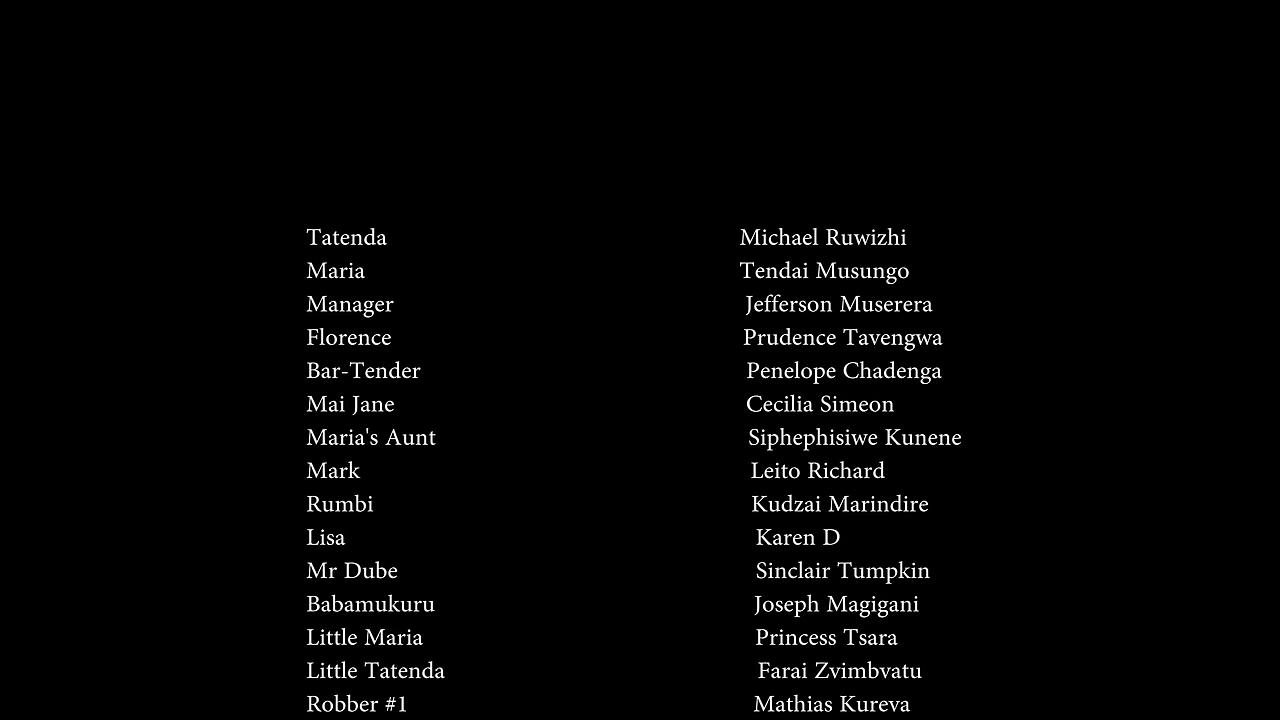 Tatenda Michael Ruwizhi
Maria Tendai Musungo
Manager Jefferson Muserera
Florence Prudence Tavengwa
Bar-Tender Penelope Chadenga
Mai Jane Cecilia Simeon
Maria's Aunt Siphephisiwe Kunene
Mark Leito Richard
Rumbi Kudzai Marindire
Lisa Karen D
Mr Dube Sinclair Tumpkin
Babamukuru Joseph Magigani
Little Maria Princess Tsara
Little Tatenda Farai Zvimbvatu
Robber #1 Mathias Kureva